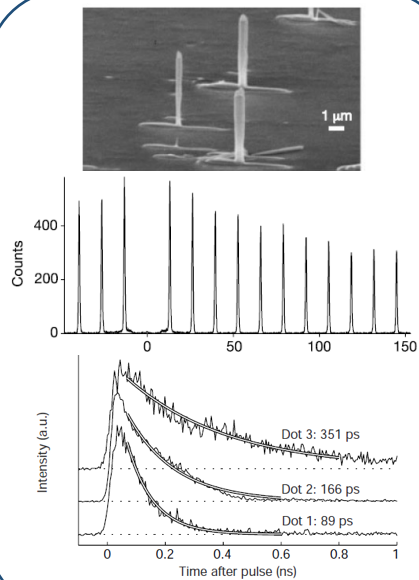 1 μm
400
200
0
Counts
0 50 100 150
Intensity (a.u.)
Dot 3: 351 ps
Dot 2: 166 ps
Dot 1: 89 ps
0 0.2 0.4 0.6 0.8 1
Time after pulse (ns)